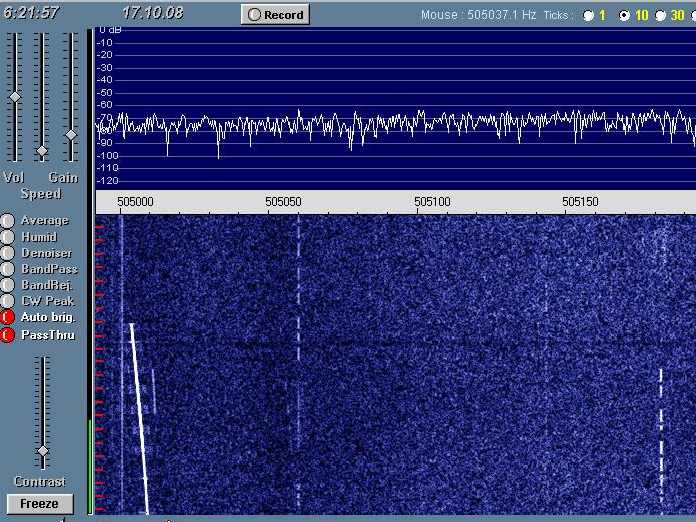 6:21:57 17.10.08 Record Mouse : 505037.1 Hz Ticks : 1 10 30
0 dB
-10
-20
-30
-40
-50
-60
-70
-80
-90
-100
-110
-120
Vol Gain
Speed
505000 505050 505100 505150
Average
Humid
Denoiser
BandPass
BandRej.
CW Peak
Auto brig.
PassThru
Contrast
Freeze